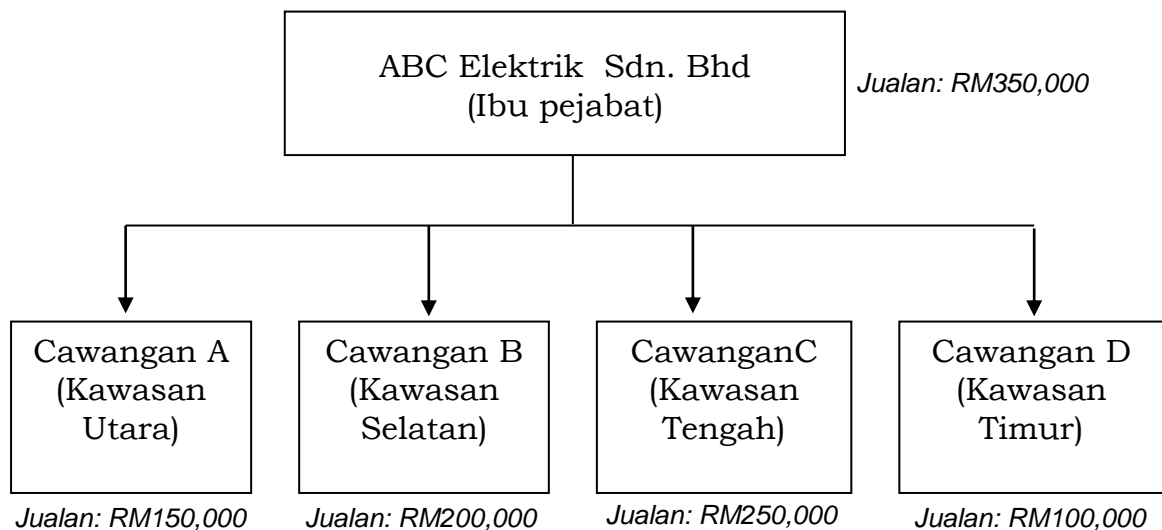 ABC Elektrik Sdn. Bhd
(Ibu pejabat)
Jualan: RM350,000
Cawangan A
(Kawasan
Utara)
Cawangan B
(Kawasan
Selatan)
CawanganC
(Kawasan
Tengah)
Cawangan D
(Kawasan
Timur)
Jualan: RM150,000
Jualan: RM200,000
Jualan: RM250,000
Jualan: RM100,000